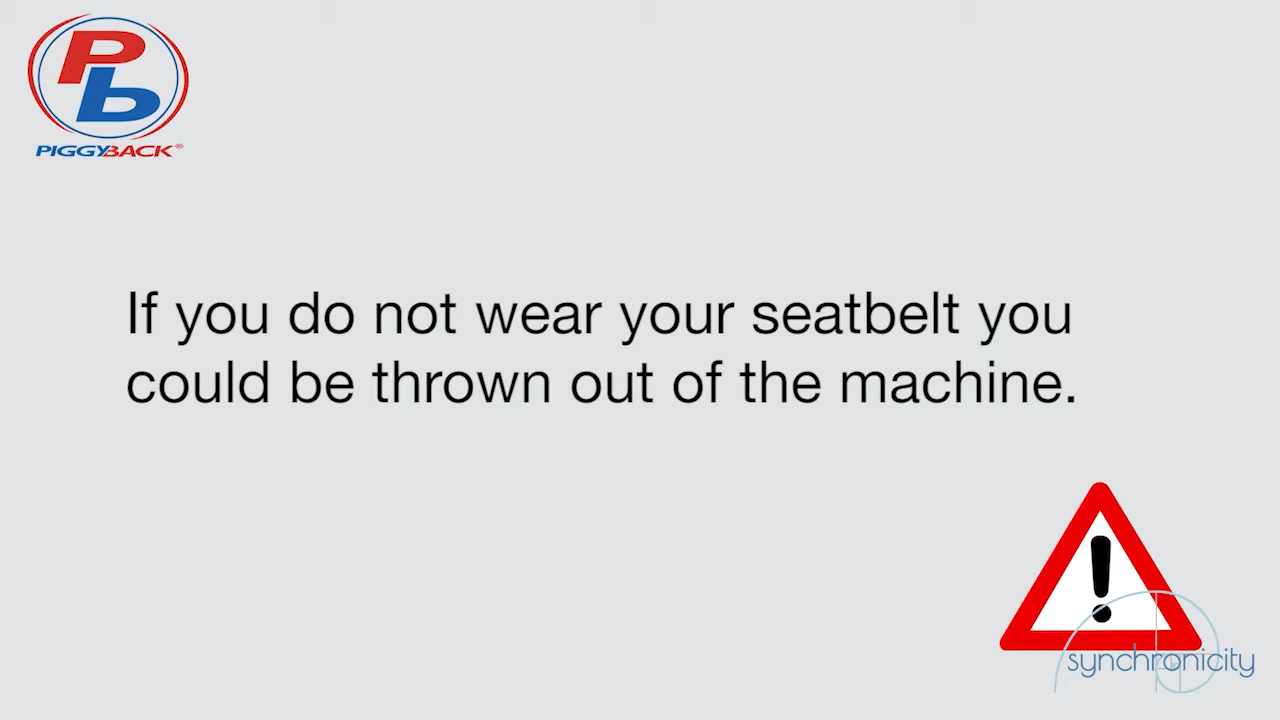 Pb
PIGGYBACK®
If you do not wear your seatbelt you
could be thrown out of the machine.
!
synchronicity